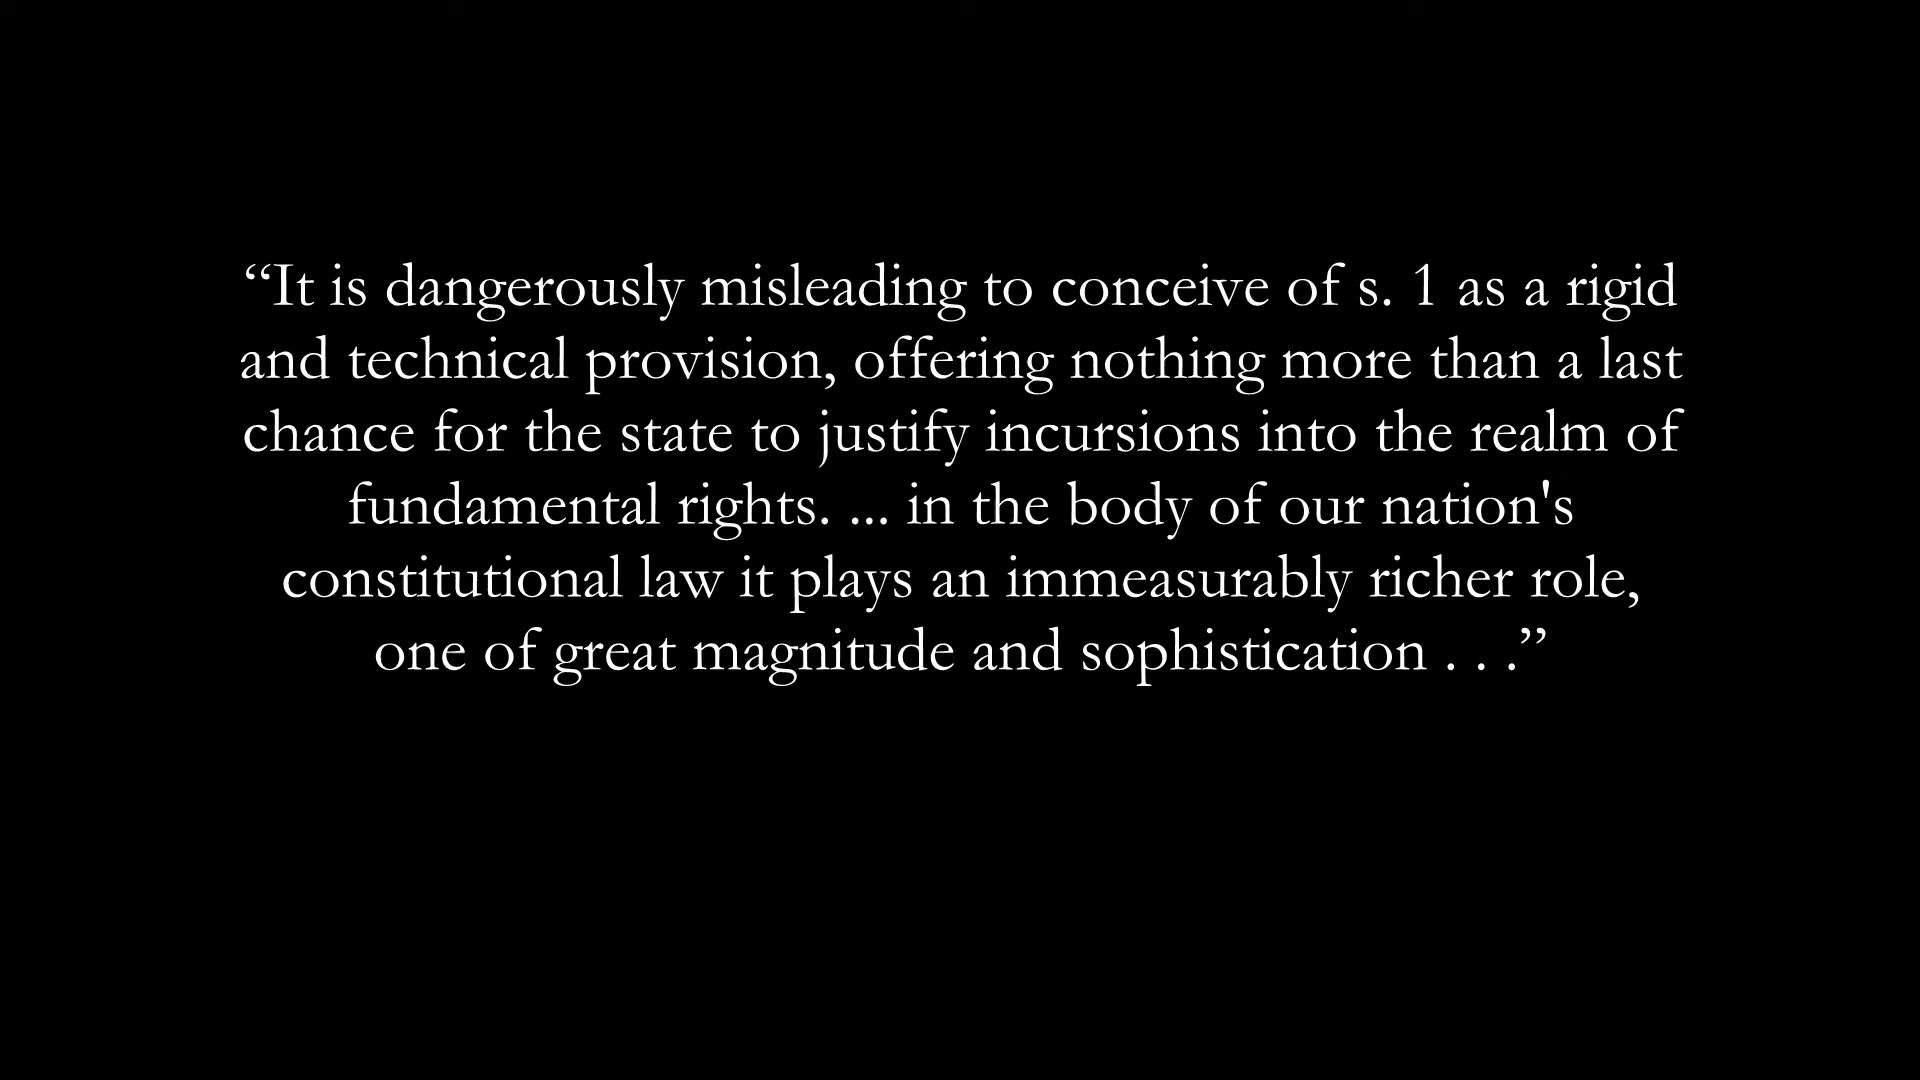 “It is dangerously misleading to conceive of s. 1 as a rigid
and technical provision, offering nothing more than a last
chance for the state to justify incursions into the realm of
fundamental rights. ... in the body of our nation's
constitutional law it plays an immeasurably richer role,
one of great magnitude and sophistication . . .”